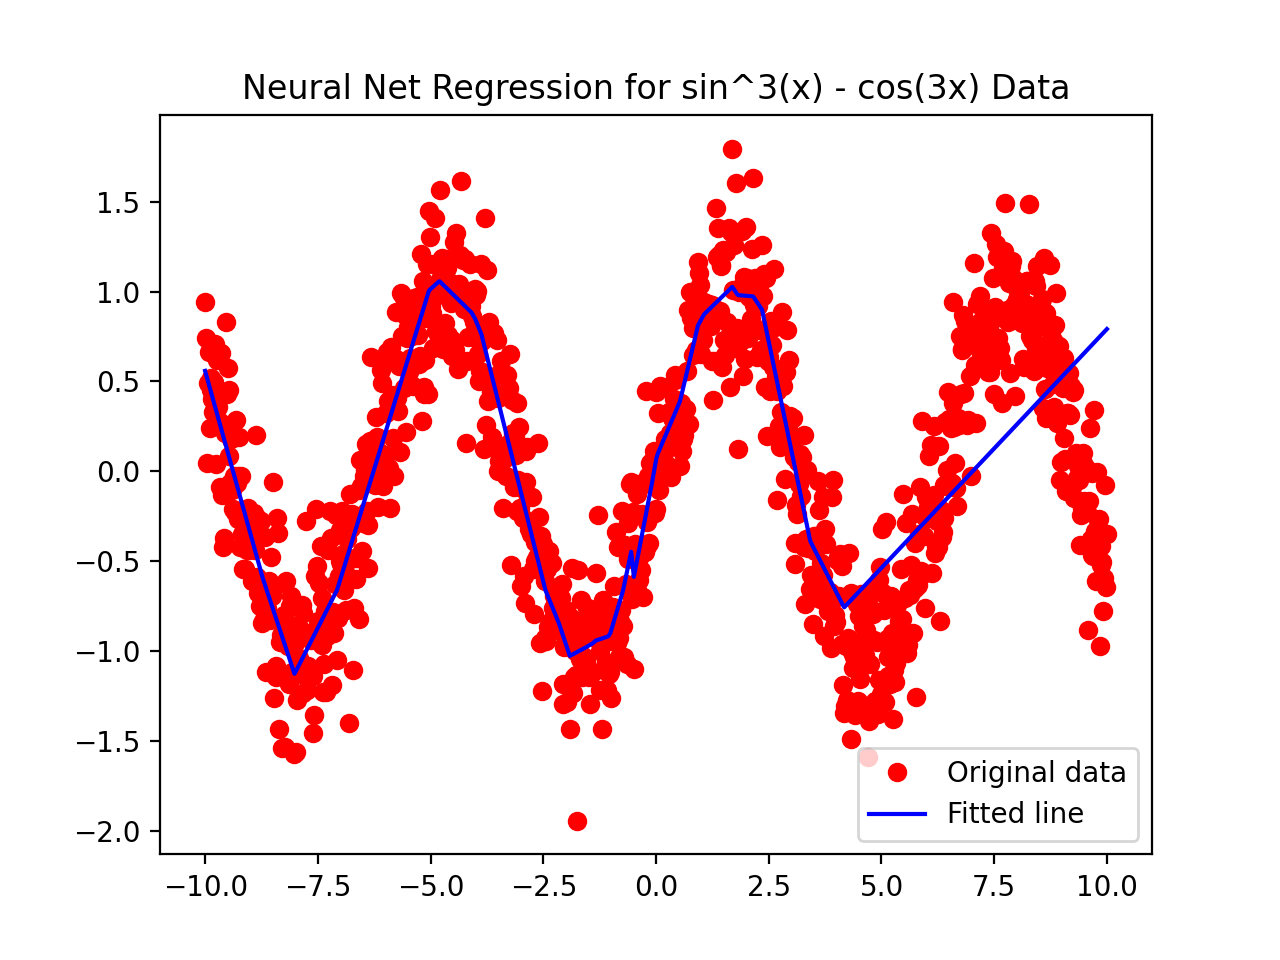 Neural Net Regression for sin^3(x) - cos(3x) Data
1.5
1.0
0.5
0.0
−0.5
−1.0
−1.5
−2.0
Original data
Fitted line
−10.0 −7.5 −5.0 −2.5 0.0 2.5 5.0 7.5 10.0